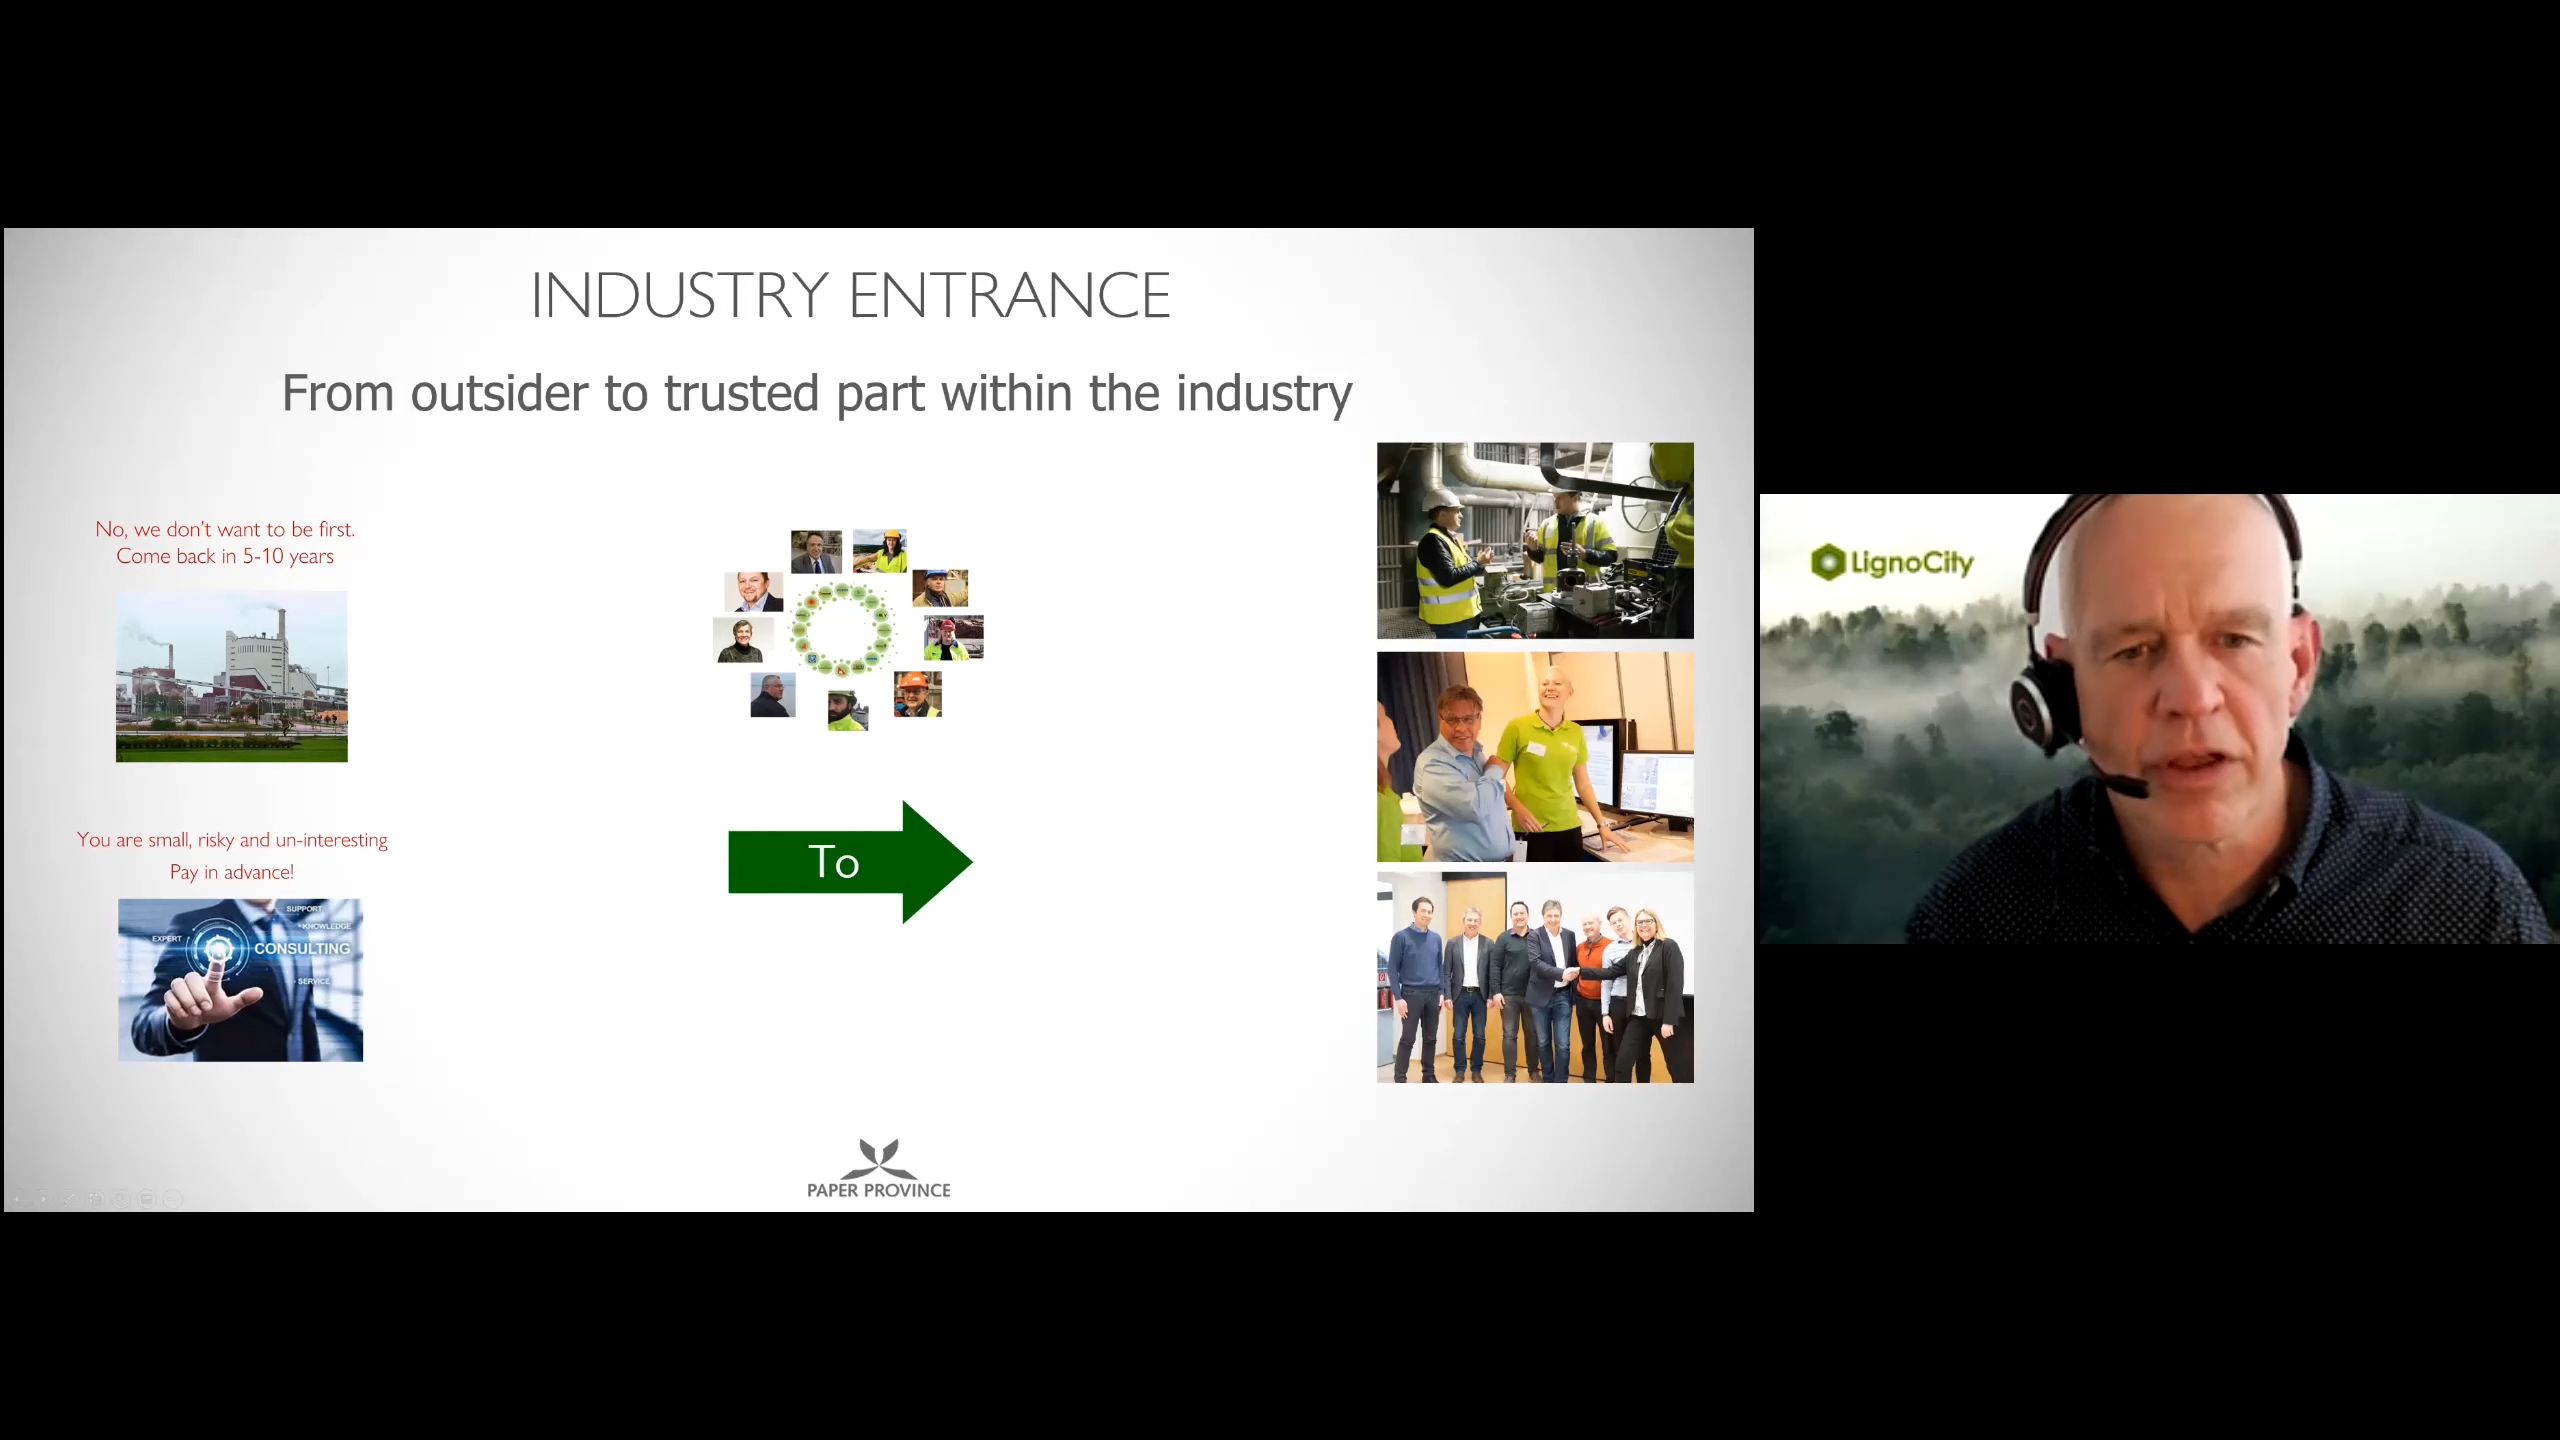 INDUSTRY ENTRANCE
From outsider to trusted part within the industry
No, we don't want to be first.
Come back in 5-10 years
You are small, risky and un-interesting
Pay in advance!
SUPPORT
KNOWLEDGE
EXPERT
CONSULTING
SERVICE
To
PAPER PROVINCE
LignoCity